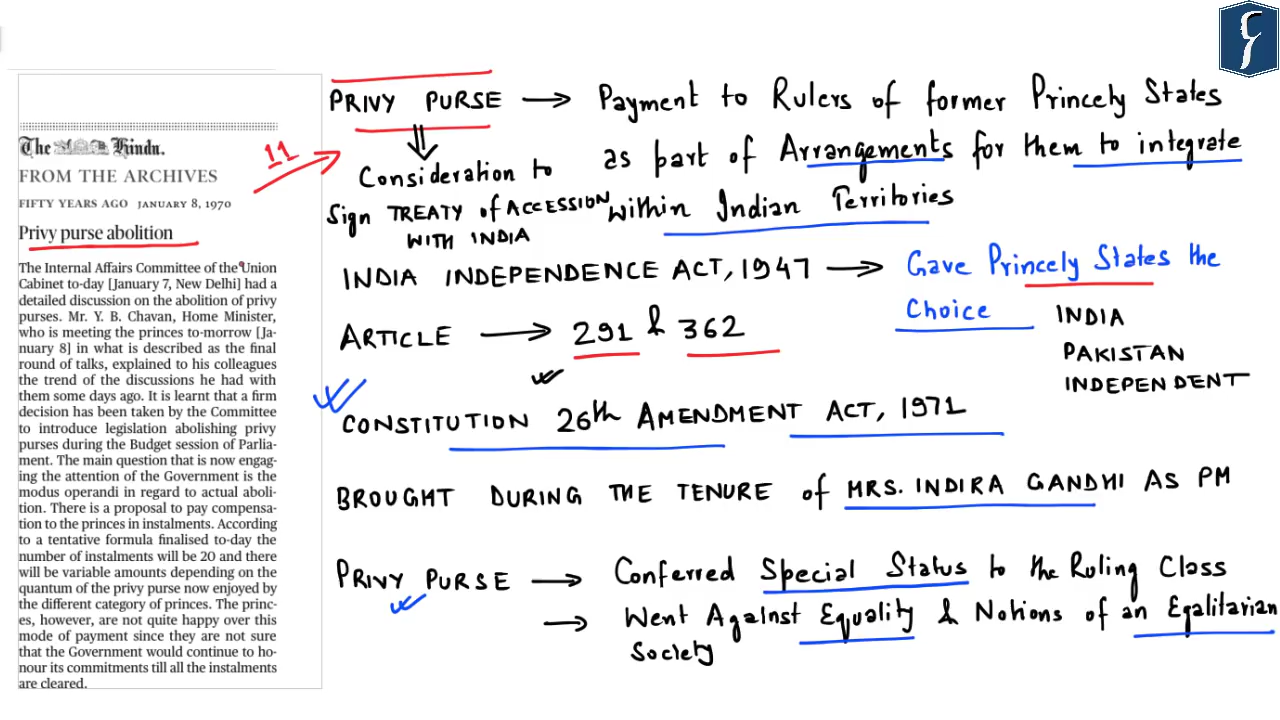 The Hindu.
FROM THE ARCHIVES
FIFTY YEARS AGO JANUARY 8, 1970
Privy purse abolition
The Internal Affairs Committee of the Union
Cabinet to-day [January 7, New Delhi] had a
detailed discussion on the abolition of privy
purses. Mr. Y. B. Chavan, Home Minister,
who is meeting the princes to-morrow [Ja-
nuary 8] in what is described as the final
round of talks, explained to his colleagues
the trend of the discussions he had with
them some days ago. It is learnt that a firm
decision has been taken by the Committee
to introduce legislation abolishing privy
purses during the Budget session of Parlia-
ment. The main question that is now engag-
ing the attention of the Government is the
modus operandi in regard to actual aboli-
tion. There is a proposal to pay compensa-
tion to the princes in instalments. According
to a tentative formula finalised to-day the
number of instalments will be 20 and there
will be variable amounts depending on the
quantum of the privy purse now enjoyed by
the different category of princes. The princ-
es, however, are not quite happy over this
mode of payment since they are not sure
that the Government would continue to ho-
nour its commitments till all the instalments
are cleared.
11
PRIVY PURSE → Payment to Rulers of former Princely States
as part of Arrangements for them to integrate
within Indian Territories
⇓
Consideration to
Sign TREATY of ACCESSION
WITH INDIA
INDIA INDEPENDENCE ACT, 1947 → Gave Princely States the
Choice
INDIA
PAKISTAN
INDEPENDENT
ARTICLE → 291 & 362
CONSTITUTION 26th AMENDMENT ACT, 1971
BROUGHT DURING THE TENURE of MRS. INDIRA GANDHI AS PM
PRIVY PURSE → Conferred Special Status to the Ruling Class
→ Went Against Equality & Notions of an Egalitarian
Society